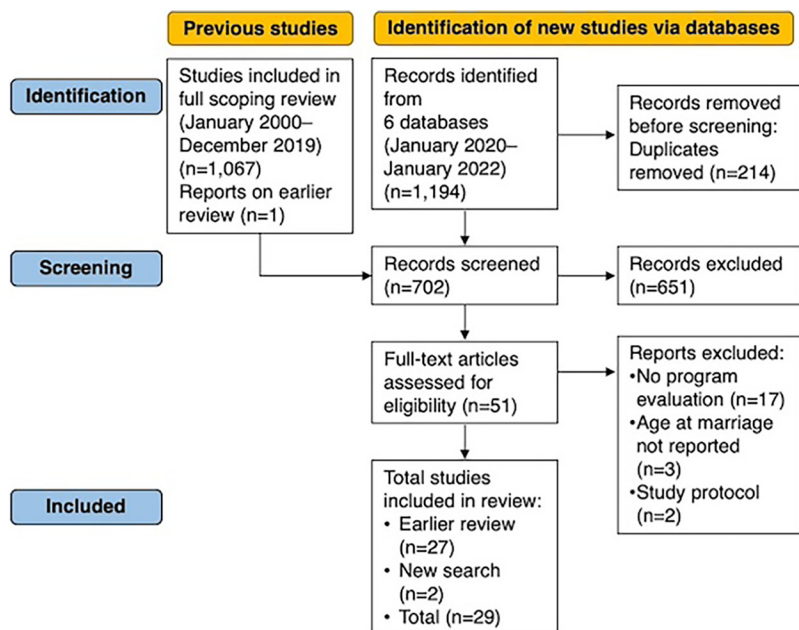 Previous studies
Identification of new studies via databases
Identification
Studies included in
full scoping review
(January 2000–
December 2019)
(n=1,067)
Reports on earlier
review (n=1)
Records identified
from
6 databases
(January 2020–
January 2022)
(n=1,194)
Records removed
before screening:
Duplicates
removed (n=214)
Screening
Records screened
(n=702)
Records excluded
(n=651)
Full-text articles
assessed for
eligibility (n=51)
Reports excluded:
•No program
evaluation (n=17)
•Age at marriage
not reported
(n=3)
•Study protocol
(n=2)
Included
Total studies
included in review:
• Earlier review
(n=27)
• New search
(n=2)
• Total (n=29)